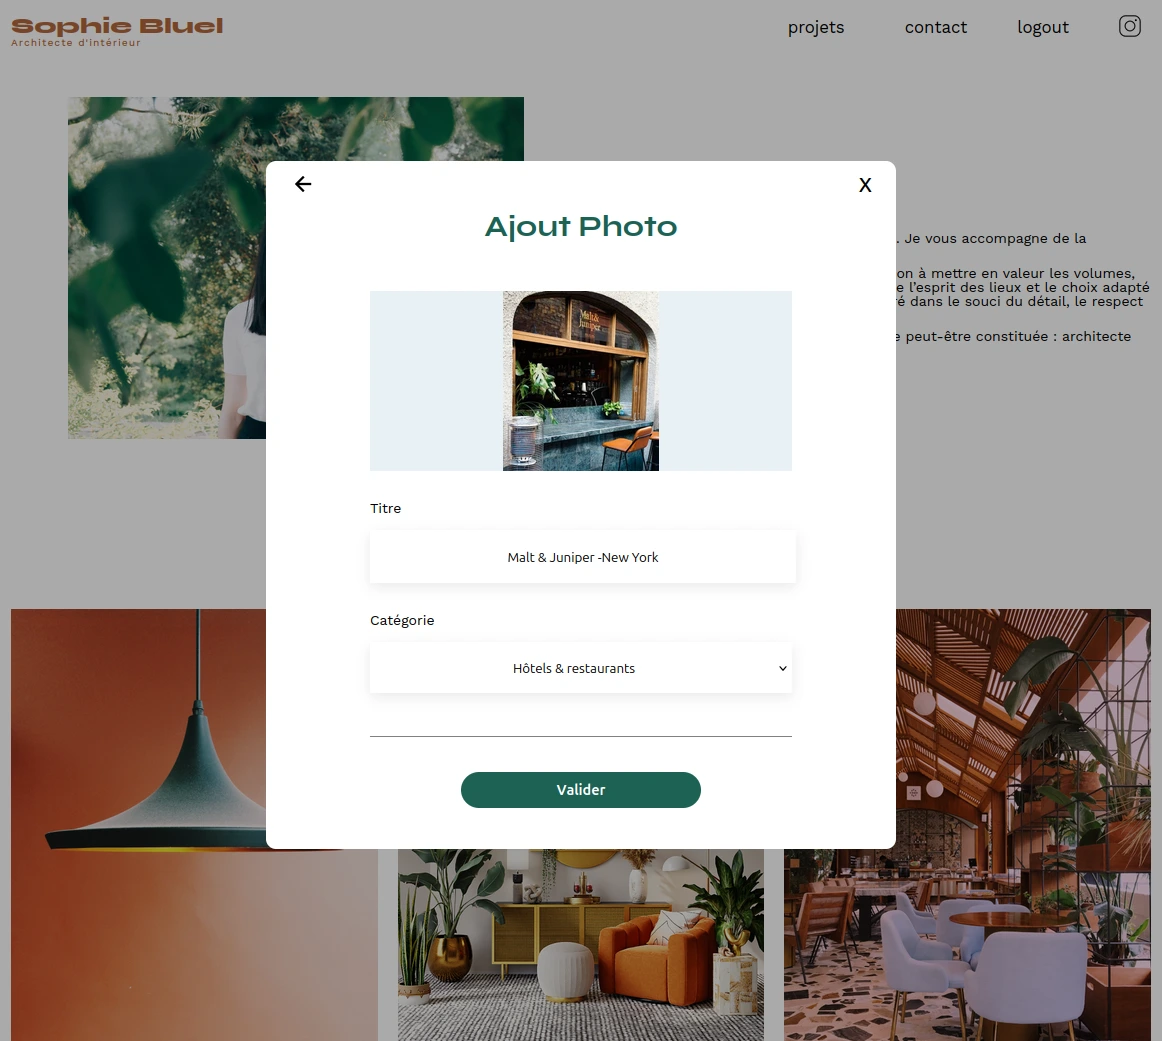 Sophie Bluel
Architecte d'intérieur
projets
contact
logout
X
Ajout Photo
. Je vous accompagne de la
on à mettre en valeur les volumes,
e l'esprit des lieux et le choix adapté
é dans le souci du détail, le respect
e peut-être constituée : architecte
Malt &
Juniper
Titre
Malt & Juniper -New York
Catégorie
Hôtels & restaurants
Valider